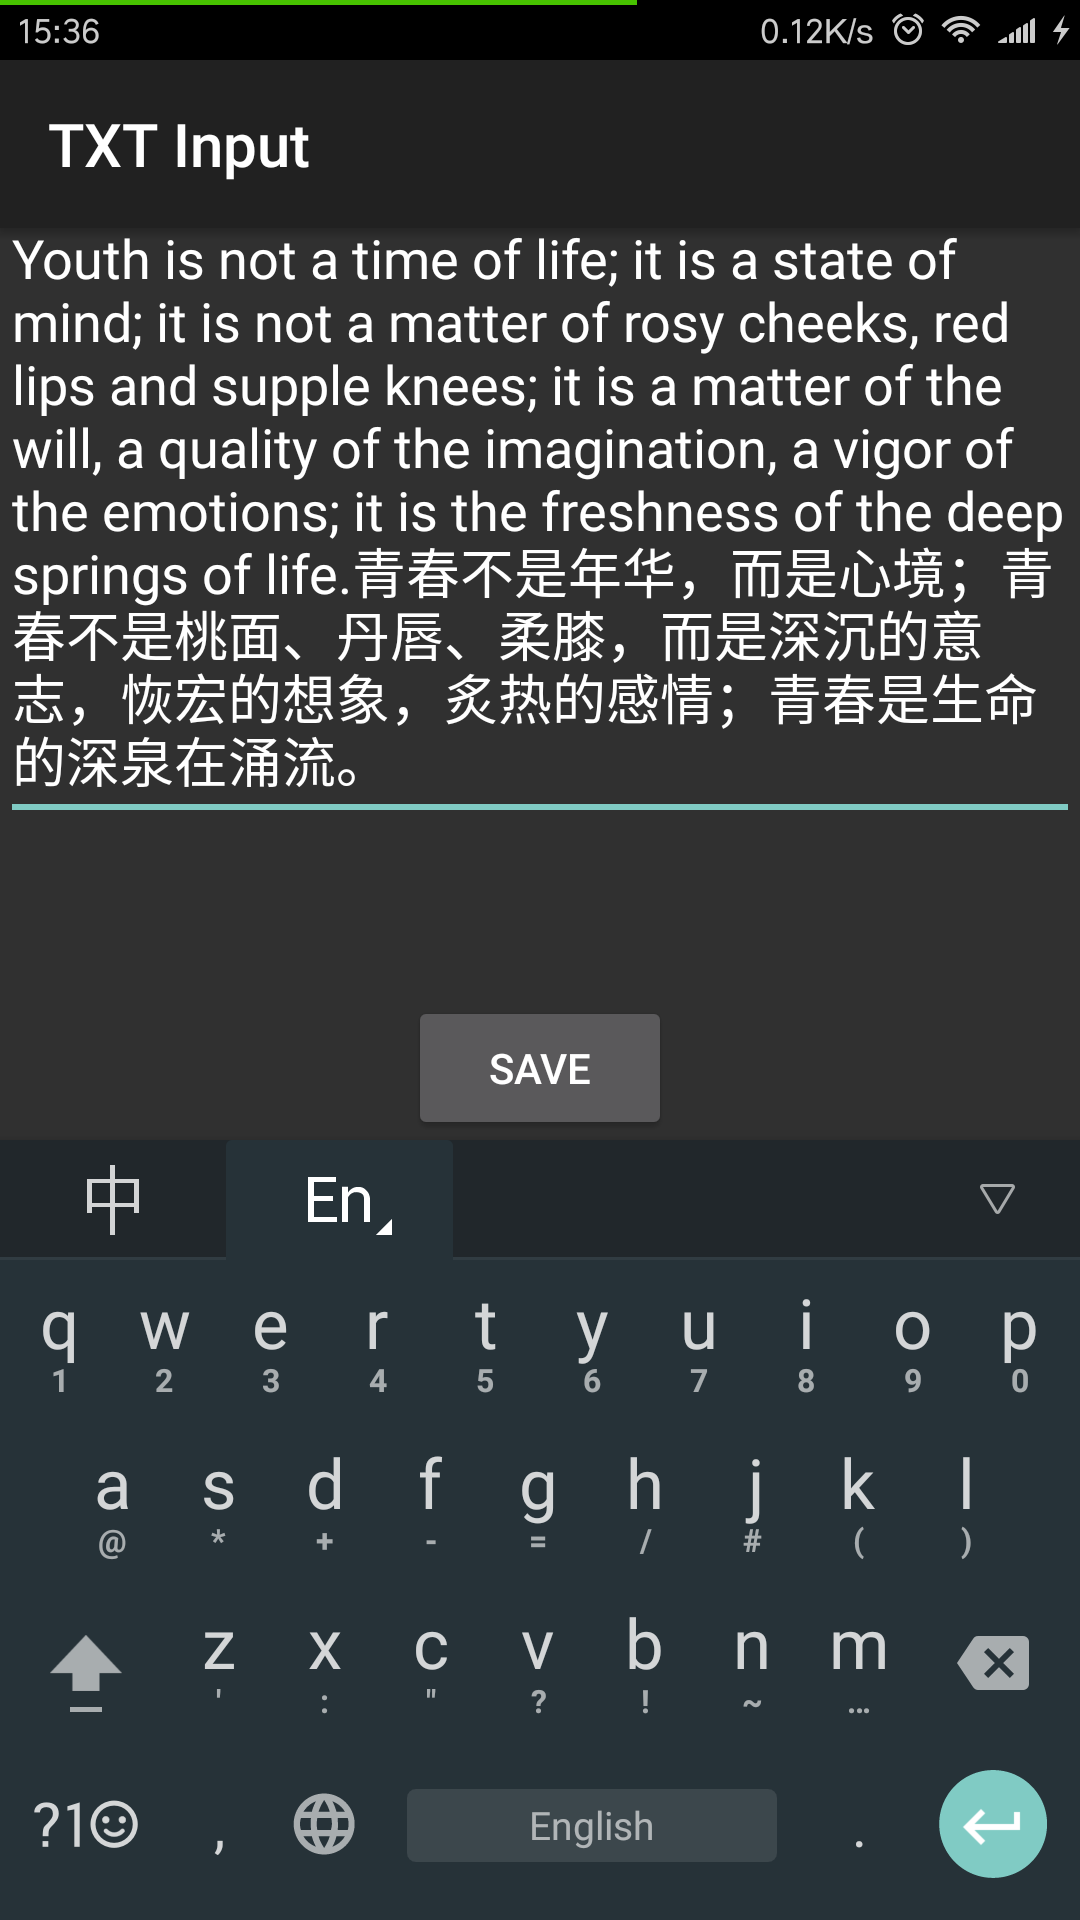 15:36 0.12K/s
TXT Input
Youth is not a time of life; it is a state of
mind; it is not a matter of rosy cheeks, red
lips and supple knees; it is a matter of the
will, a quality of the imagination, a vigor of
the emotions; it is the freshness of the deep
springs of life.青春不是年华，而是心境；青
春不是桃面、丹唇、柔膝，而是深沉的意
志，恢宏的想象，炙热的感情；青春是生命
的深泉在涌流。
SAVE
中 En
q w e r t y u i o p
1 2 3 4 5 6 7 8 9 0
a s d f g h j k l
@ * + - = / # ( )
z x c v b n m
' : " ? ! ~ …
?1 , English .